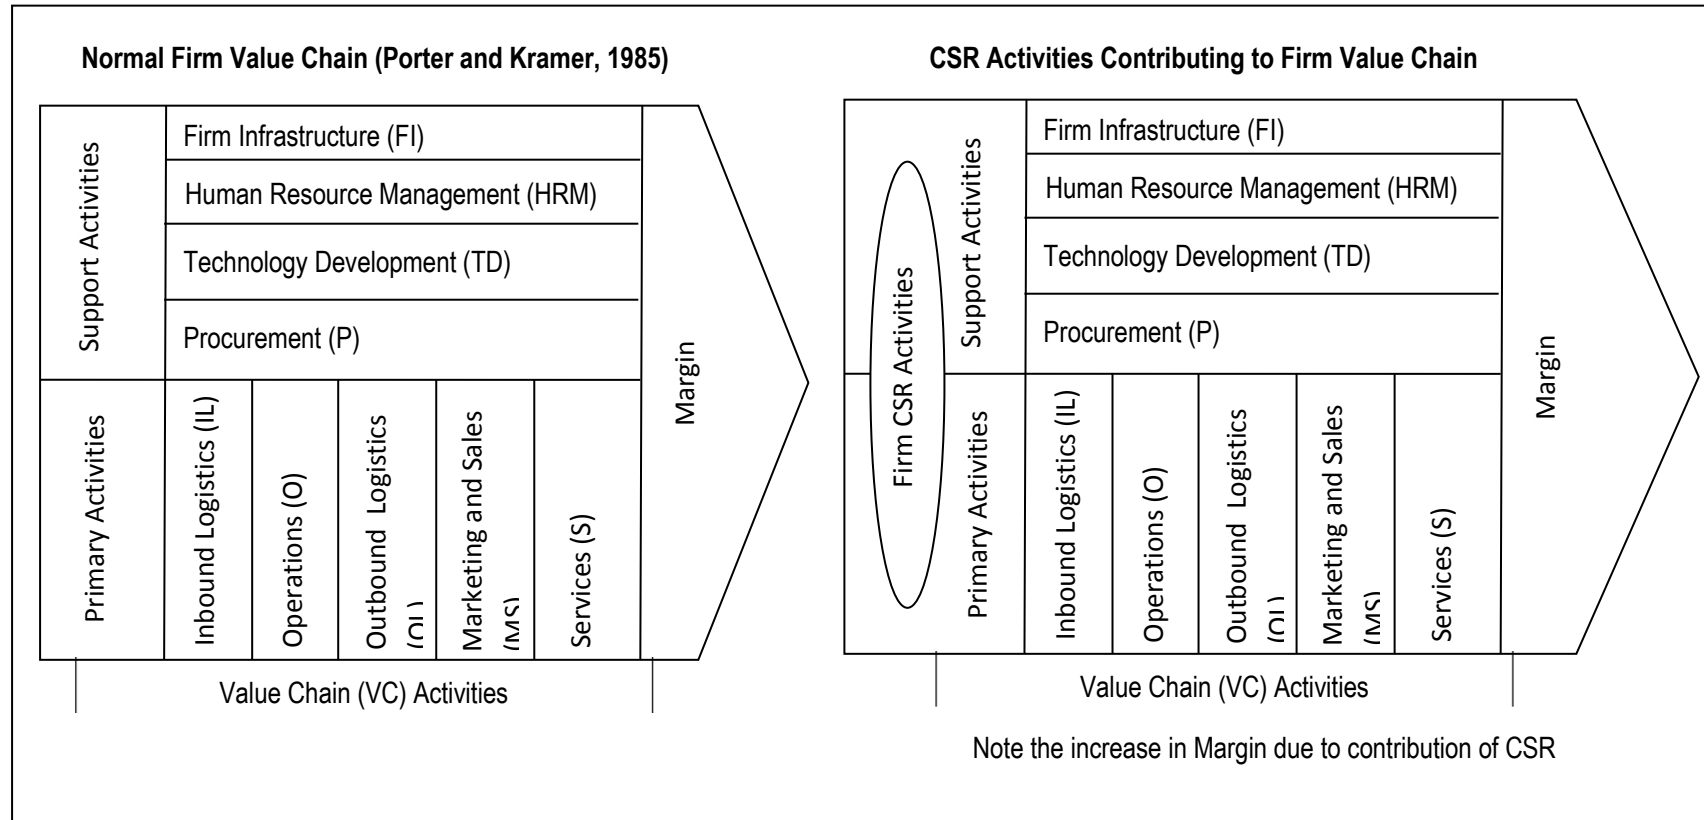 Normal Firm Value Chain (Porter and Kramer, 1985)
Support Activities
Firm Infrastructure (FI)
Human Resource Management (HRM)
Technology Development (TD)
Procurement (P)
Primary Activities
Inbound Logistics (IL)
Operations (O)
Outbound Logistics
(OL)
Marketing and Sales
(MS)
Services (S)
Margin
Value Chain (VC) Activities
CSR Activities Contributing to Firm Value Chain
Firm CSR Activities
Support Activities
Firm Infrastructure (FI)
Human Resource Management (HRM)
Technology Development (TD)
Procurement (P)
Primary Activities
Inbound Logistics (IL)
Operations (O)
Outbound Logistics
(OL)
Marketing and Sales
(MS)
Services (S)
Margin
Value Chain (VC) Activities
Note the increase in Margin due to contribution of CSR